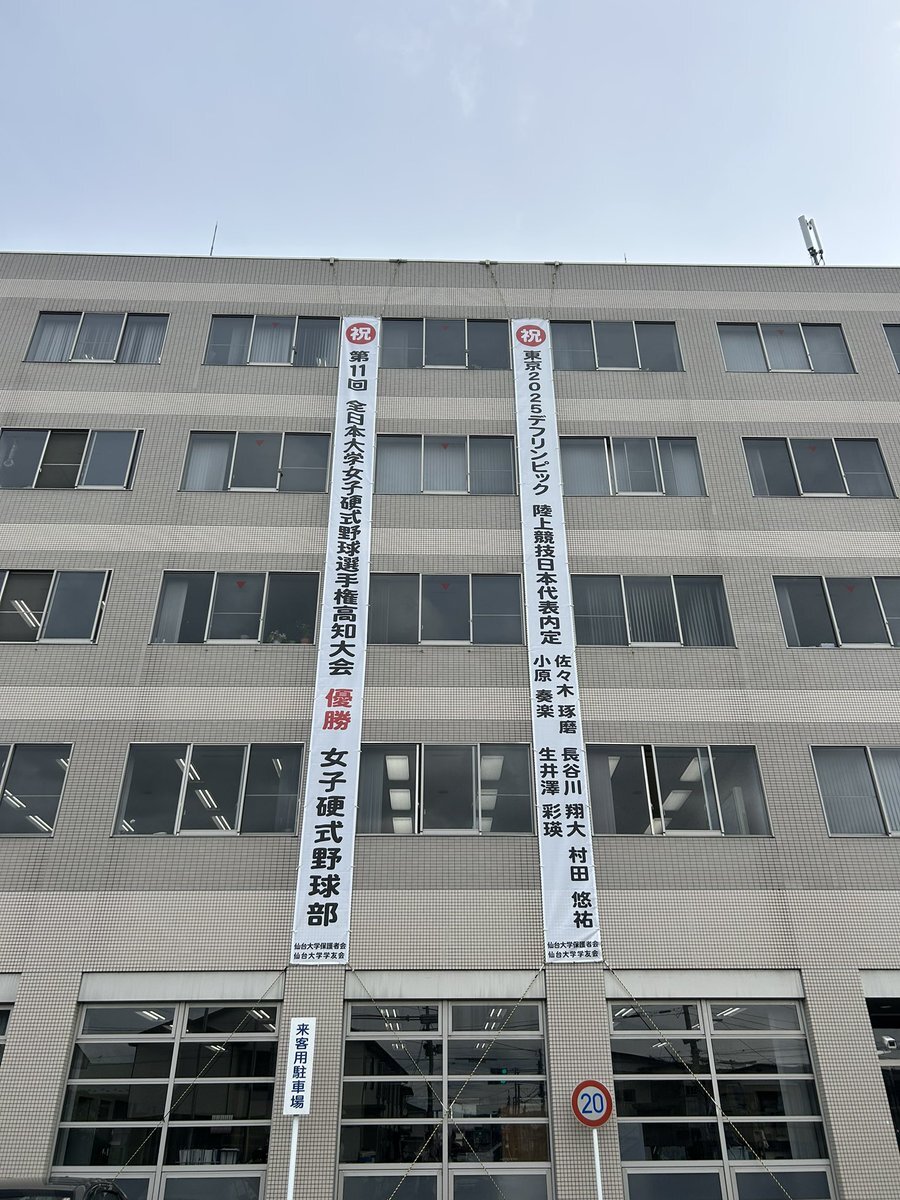 祝
東京2025デフリンピック 陸上競技日本代表内定
佐々木 琢磨 長谷川 翔大 村田 悠祐
小原 奏楽 生井澤 彩瑛
仙台大学保護者会
仙台大学学友会
祝
第11回 全日本大学女子硬式野球選手権高知大会 優勝 女子硬式野球部
仙台大学保護者会
仙台大学学友会
来客用駐車場
20